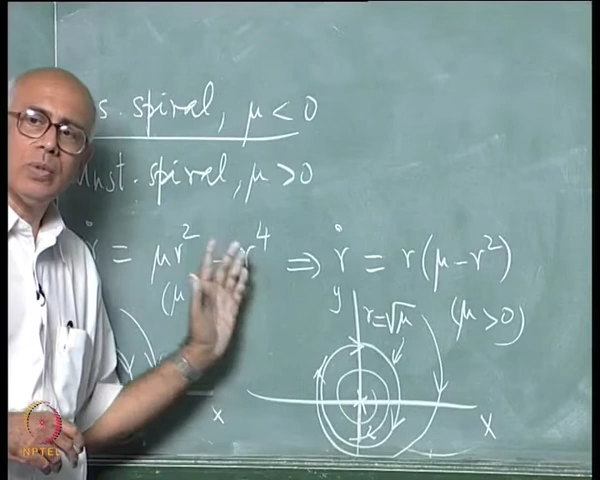 s. spiral, μ < 0
unst. spiral, μ > 0
ṙ = μr² - r⁴ ⇒ ṙ = r(μ-r²)
(μ
y r=√μ (μ>0)
x
x
NPTEL